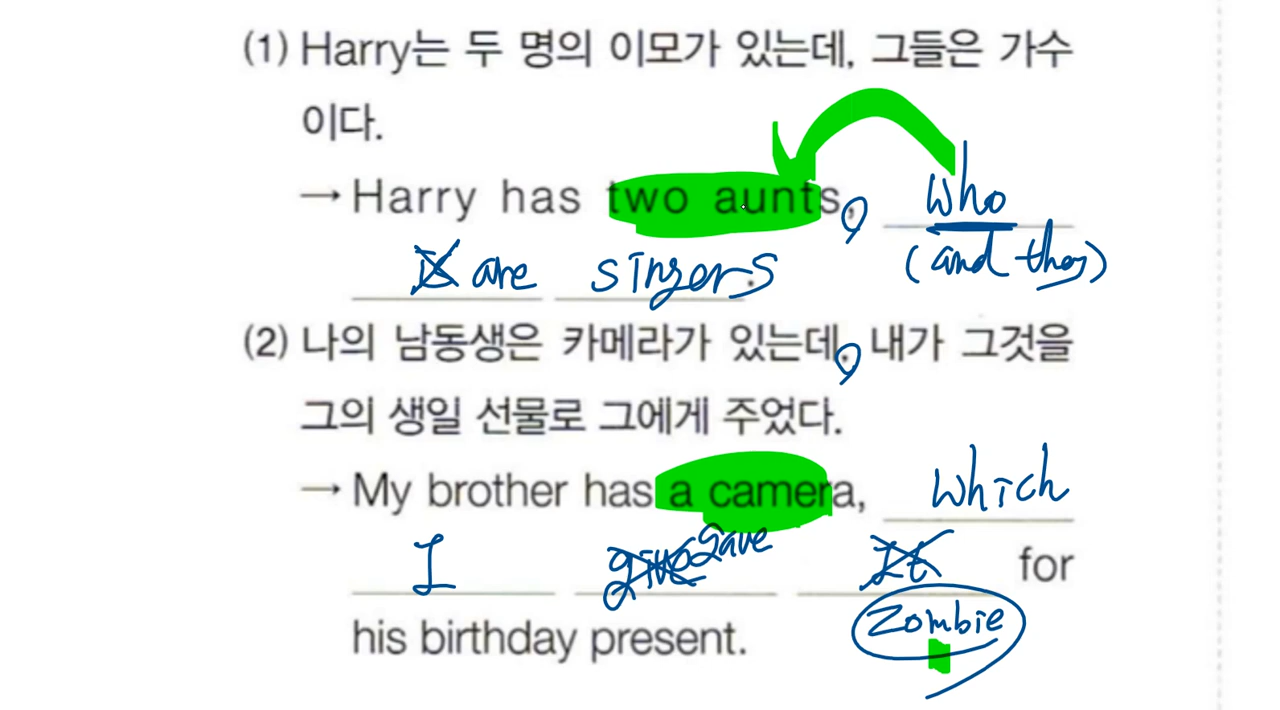 (1) Harry는 두 명의 이모가 있는데, 그들은 가수
이다.
→ Harry has two aunts, who
(and they)
is are singers.
(2) 나의 남동생은 카메라가 있는데, 내가 그것을
그의 생일 선물로 그에게 주었다.
→ My brother has a camera, which
I give gave it for
zombie
his birthday present.